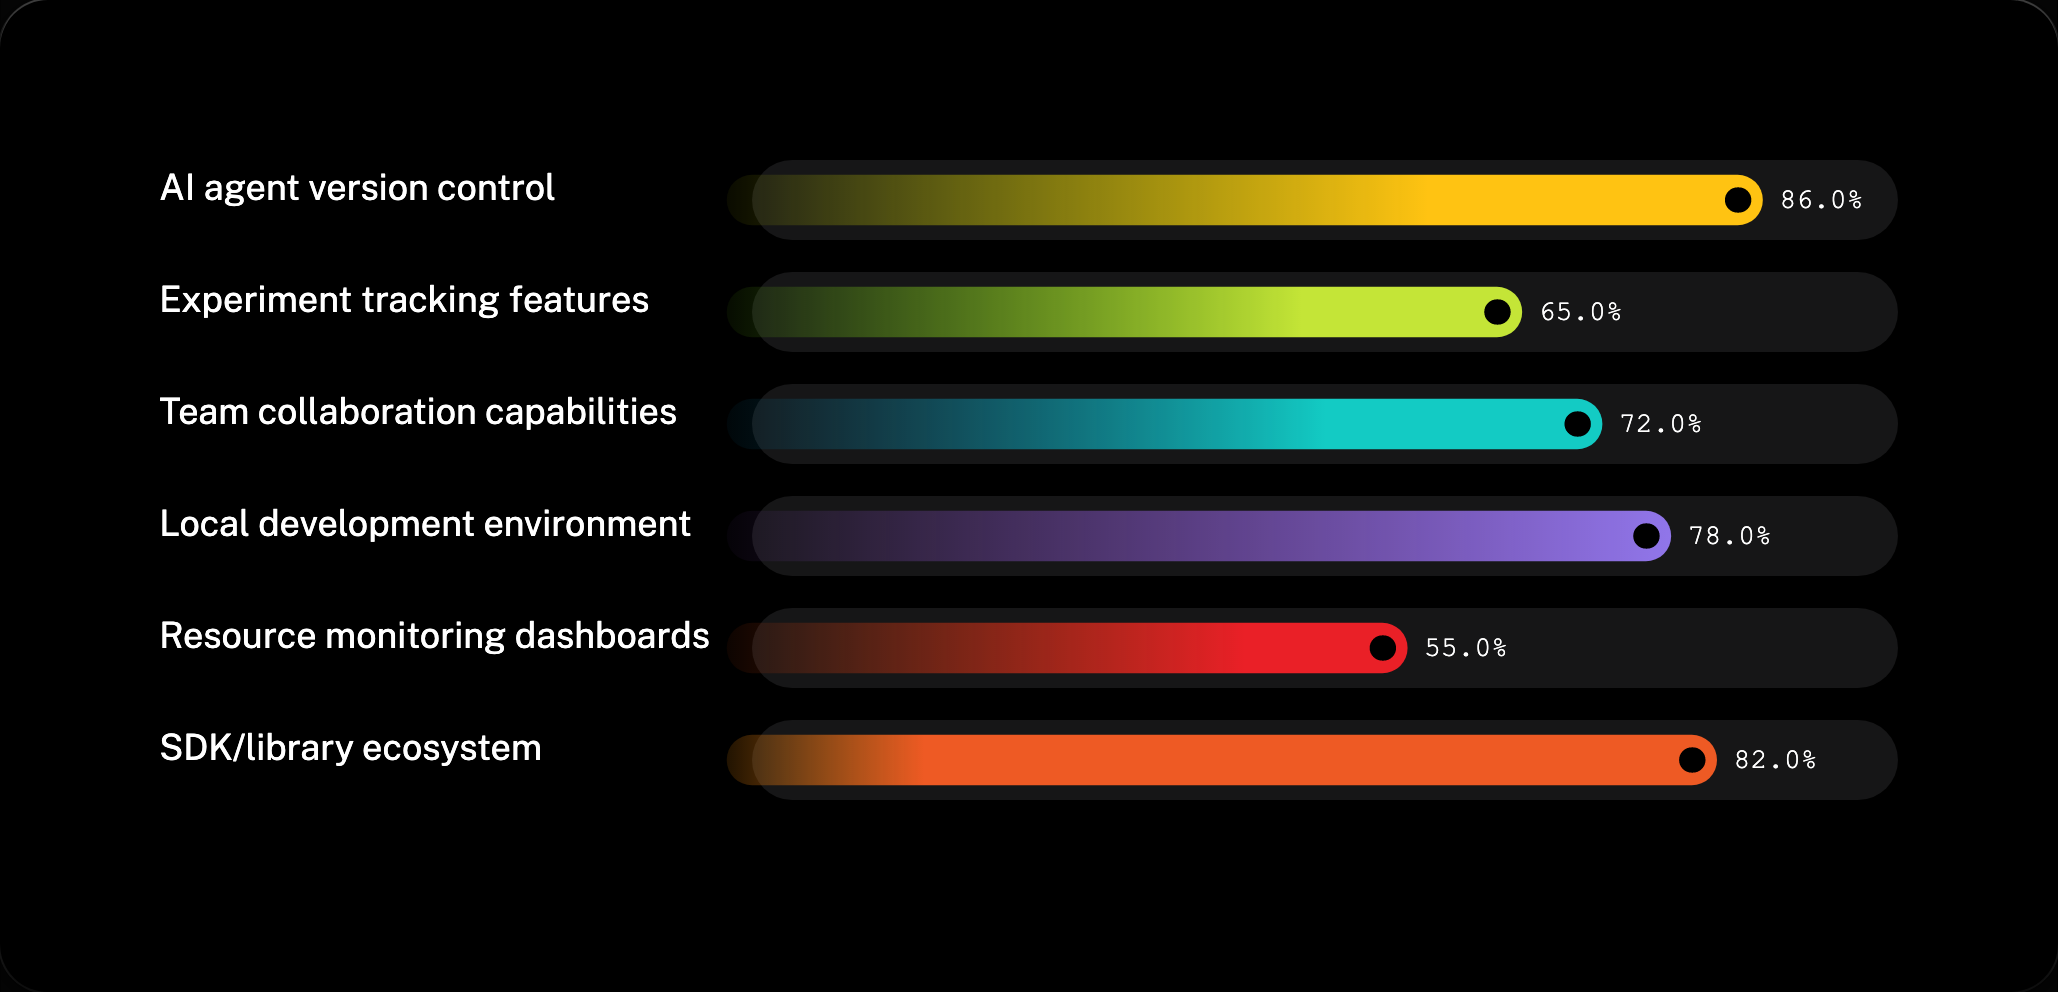 AI agent version control
86.0%
Experiment tracking features
65.0%
Team collaboration capabilities
72.0%
Local development environment
78.0%
Resource monitoring dashboards
55.0%
SDK/library ecosystem
82.0%